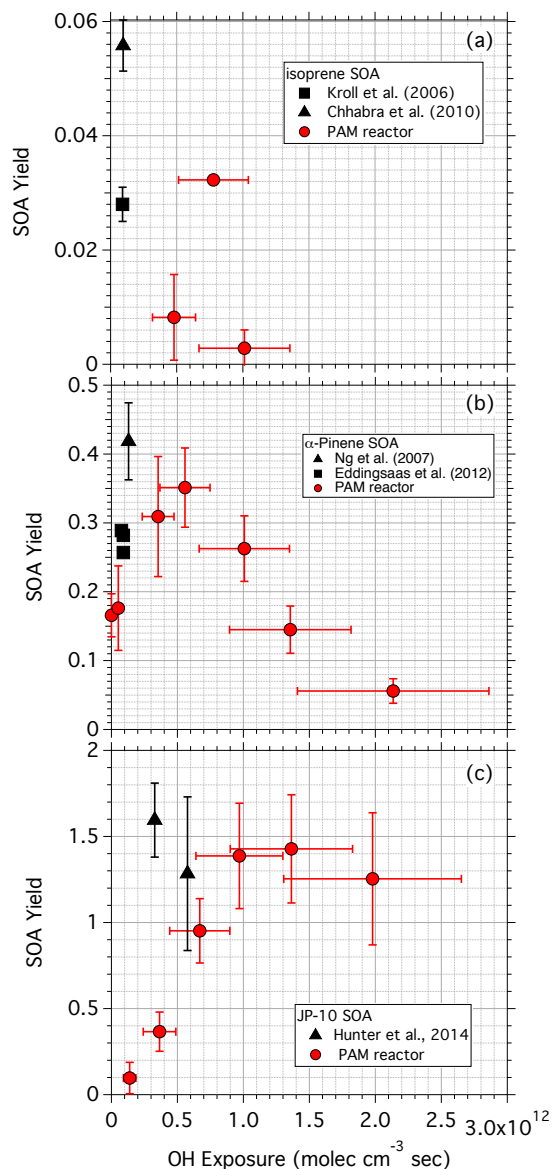 (a)
isoprene SOA
Kroll et al. (2006)
Chhabra et al. (2010)
PAM reactor
SOA Yield
0.06
0.04
0.02
0
(b)
α-Pinene SOA
Ng et al. (2007)
Eddingsaas et al. (2012)
PAM reactor
SOA Yield
0.5
0.4
0.3
0.2
0.1
0
(c)
SOA Yield
2
1.5
1
0.5
0
JP-10 SOA
Hunter et al., 2014
PAM reactor
0 0.5 1.0 1.5 2.0 3.0x10¹²
OH Exposure (molec cm⁻³ sec)